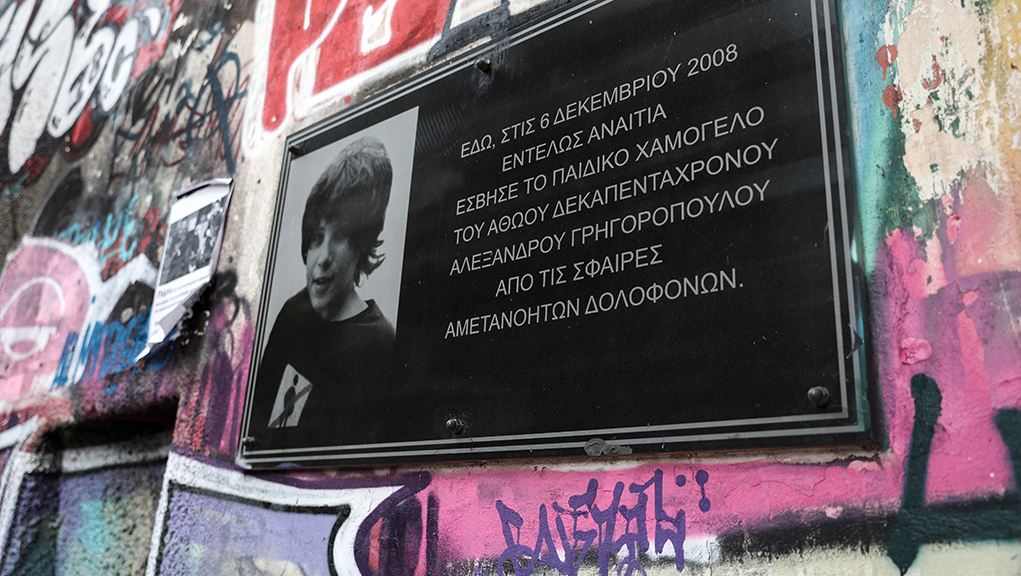 ΕΔΩ, ΣΤΙΣ 6 ΔΕΚΕΜΒΡΙΟΥ 2008
ΕΝΤΕΛΩΣ ΑΝΑΙΤΙΑ
ΕΣΒΗΣΕ ΤΟ ΠΑΙΔΙΚΟ ΧΑΜΟΓΕΛΟ
ΤΟΥ ΑΘΩΟΥ ΔΕΚΑΠΕΝΤΑΧΡΟΝΟΥ
ΑΛΕΞΑΝΔΡΟΥ ΓΡΗΓΟΡΟΠΟΥΛΟΥ
ΑΠΟ ΤΙΣ ΣΦΑΙΡΕΣ
ΑΜΕΤΑΝΟΗΤΩΝ ΔΟΛΟΦΟΝΩΝ.